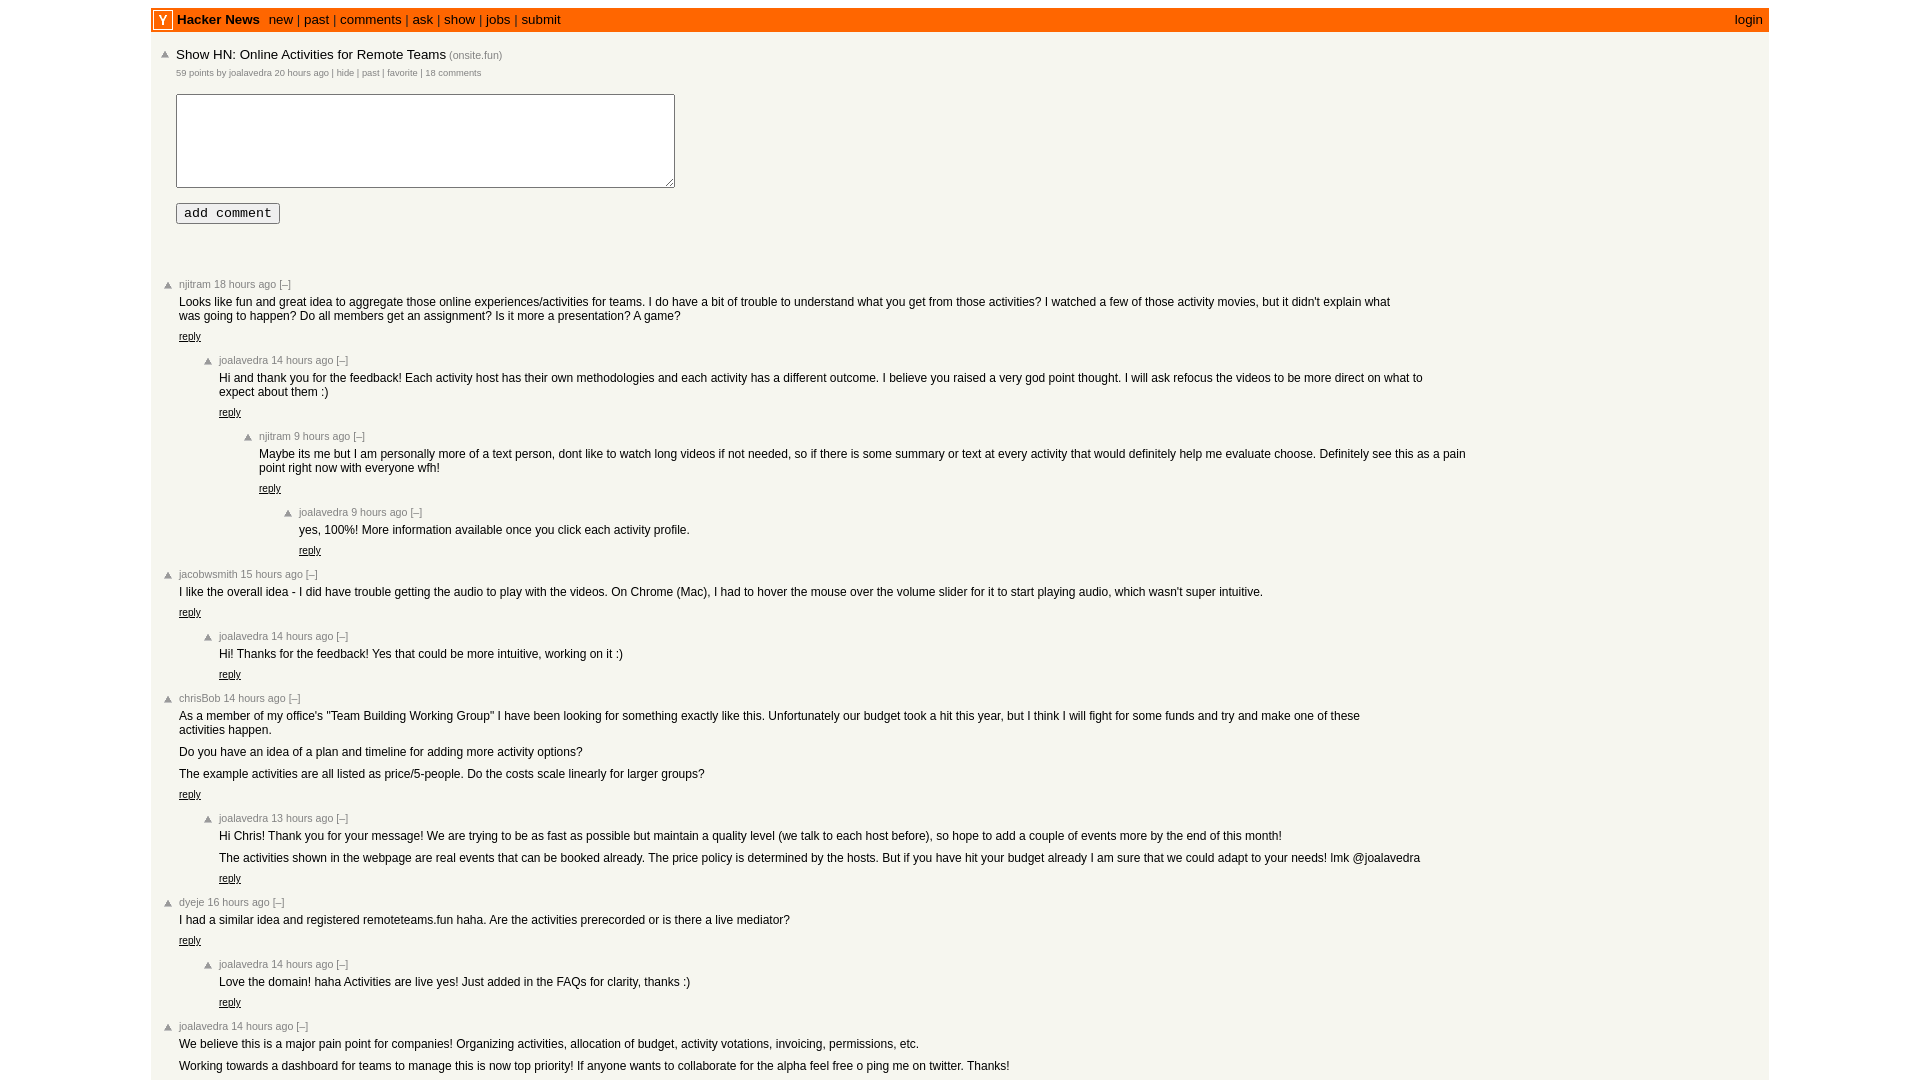 Y Hacker News new | past | comments | ask | show | jobs | submit login
Show HN: Online Activities for Remote Teams (onsite.fun)
59 points by joalavedra 20 hours ago | hide | past | favorite | 18 comments
add comment
njitram 18 hours ago [–]
Looks like fun and great idea to aggregate those online experiences/activities for teams. I do have a bit of trouble to understand what you get from those activities? I watched a few of those activity movies, but it didn't explain what
was going to happen? Do all members get an assignment? Is it more a presentation? A game?
reply
joalavedra 14 hours ago [–]
Hi and thank you for the feedback! Each activity host has their own methodologies and each activity has a different outcome. I believe you raised a very god point thought. I will ask refocus the videos to be more direct on what to
expect about them :)
reply
njitram 9 hours ago [–]
Maybe its me but I am personally more of a text person, dont like to watch long videos if not needed, so if there is some summary or text at every activity that would definitely help me evaluate choose. Definitely see this as a pain
point right now with everyone wfh!
reply
joalavedra 9 hours ago [–]
yes, 100%! More information available once you click each activity profile.
reply
jacobwsmith 15 hours ago [–]
I like the overall idea - I did have trouble getting the audio to play with the videos. On Chrome (Mac), I had to hover the mouse over the volume slider for it to start playing audio, which wasn't super intuitive.
reply
joalavedra 14 hours ago [–]
Hi! Thanks for the feedback! Yes that could be more intuitive, working on it :)
reply
chrisBob 14 hours ago [–]
As a member of my office's "Team Building Working Group" I have been looking for something exactly like this. Unfortunately our budget took a hit this year, but I think I will fight for some funds and try and make one of these
activities happen.
Do you have an idea of a plan and timeline for adding more activity options?
The example activities are all listed as price/5-people. Do the costs scale linearly for larger groups?
reply
joalavedra 13 hours ago [–]
Hi Chris! Thank you for your message! We are trying to be as fast as possible but maintain a quality level (we talk to each host before), so hope to add a couple of events more by the end of this month!
The activities shown in the webpage are real events that can be booked already. The price policy is determined by the hosts. But if you have hit your budget already I am sure that we could adapt to your needs! lmk @joalavedra
reply
dyeje 16 hours ago [–]
I had a similar idea and registered remoteteams.fun haha. Are the activities prerecorded or is there a live mediator?
reply
joalavedra 14 hours ago [–]
Love the domain! haha Activities are live yes! Just added in the FAQs for clarity, thanks :)
reply
joalavedra 14 hours ago [–]
We believe this is a major pain point for companies! Organizing activities, allocation of budget, activity votations, invoicing, permissions, etc.
Working towards a dashboard for teams to manage this is now top priority! If anyone wants to collaborate for the alpha feel free o ping me on twitter. Thanks!